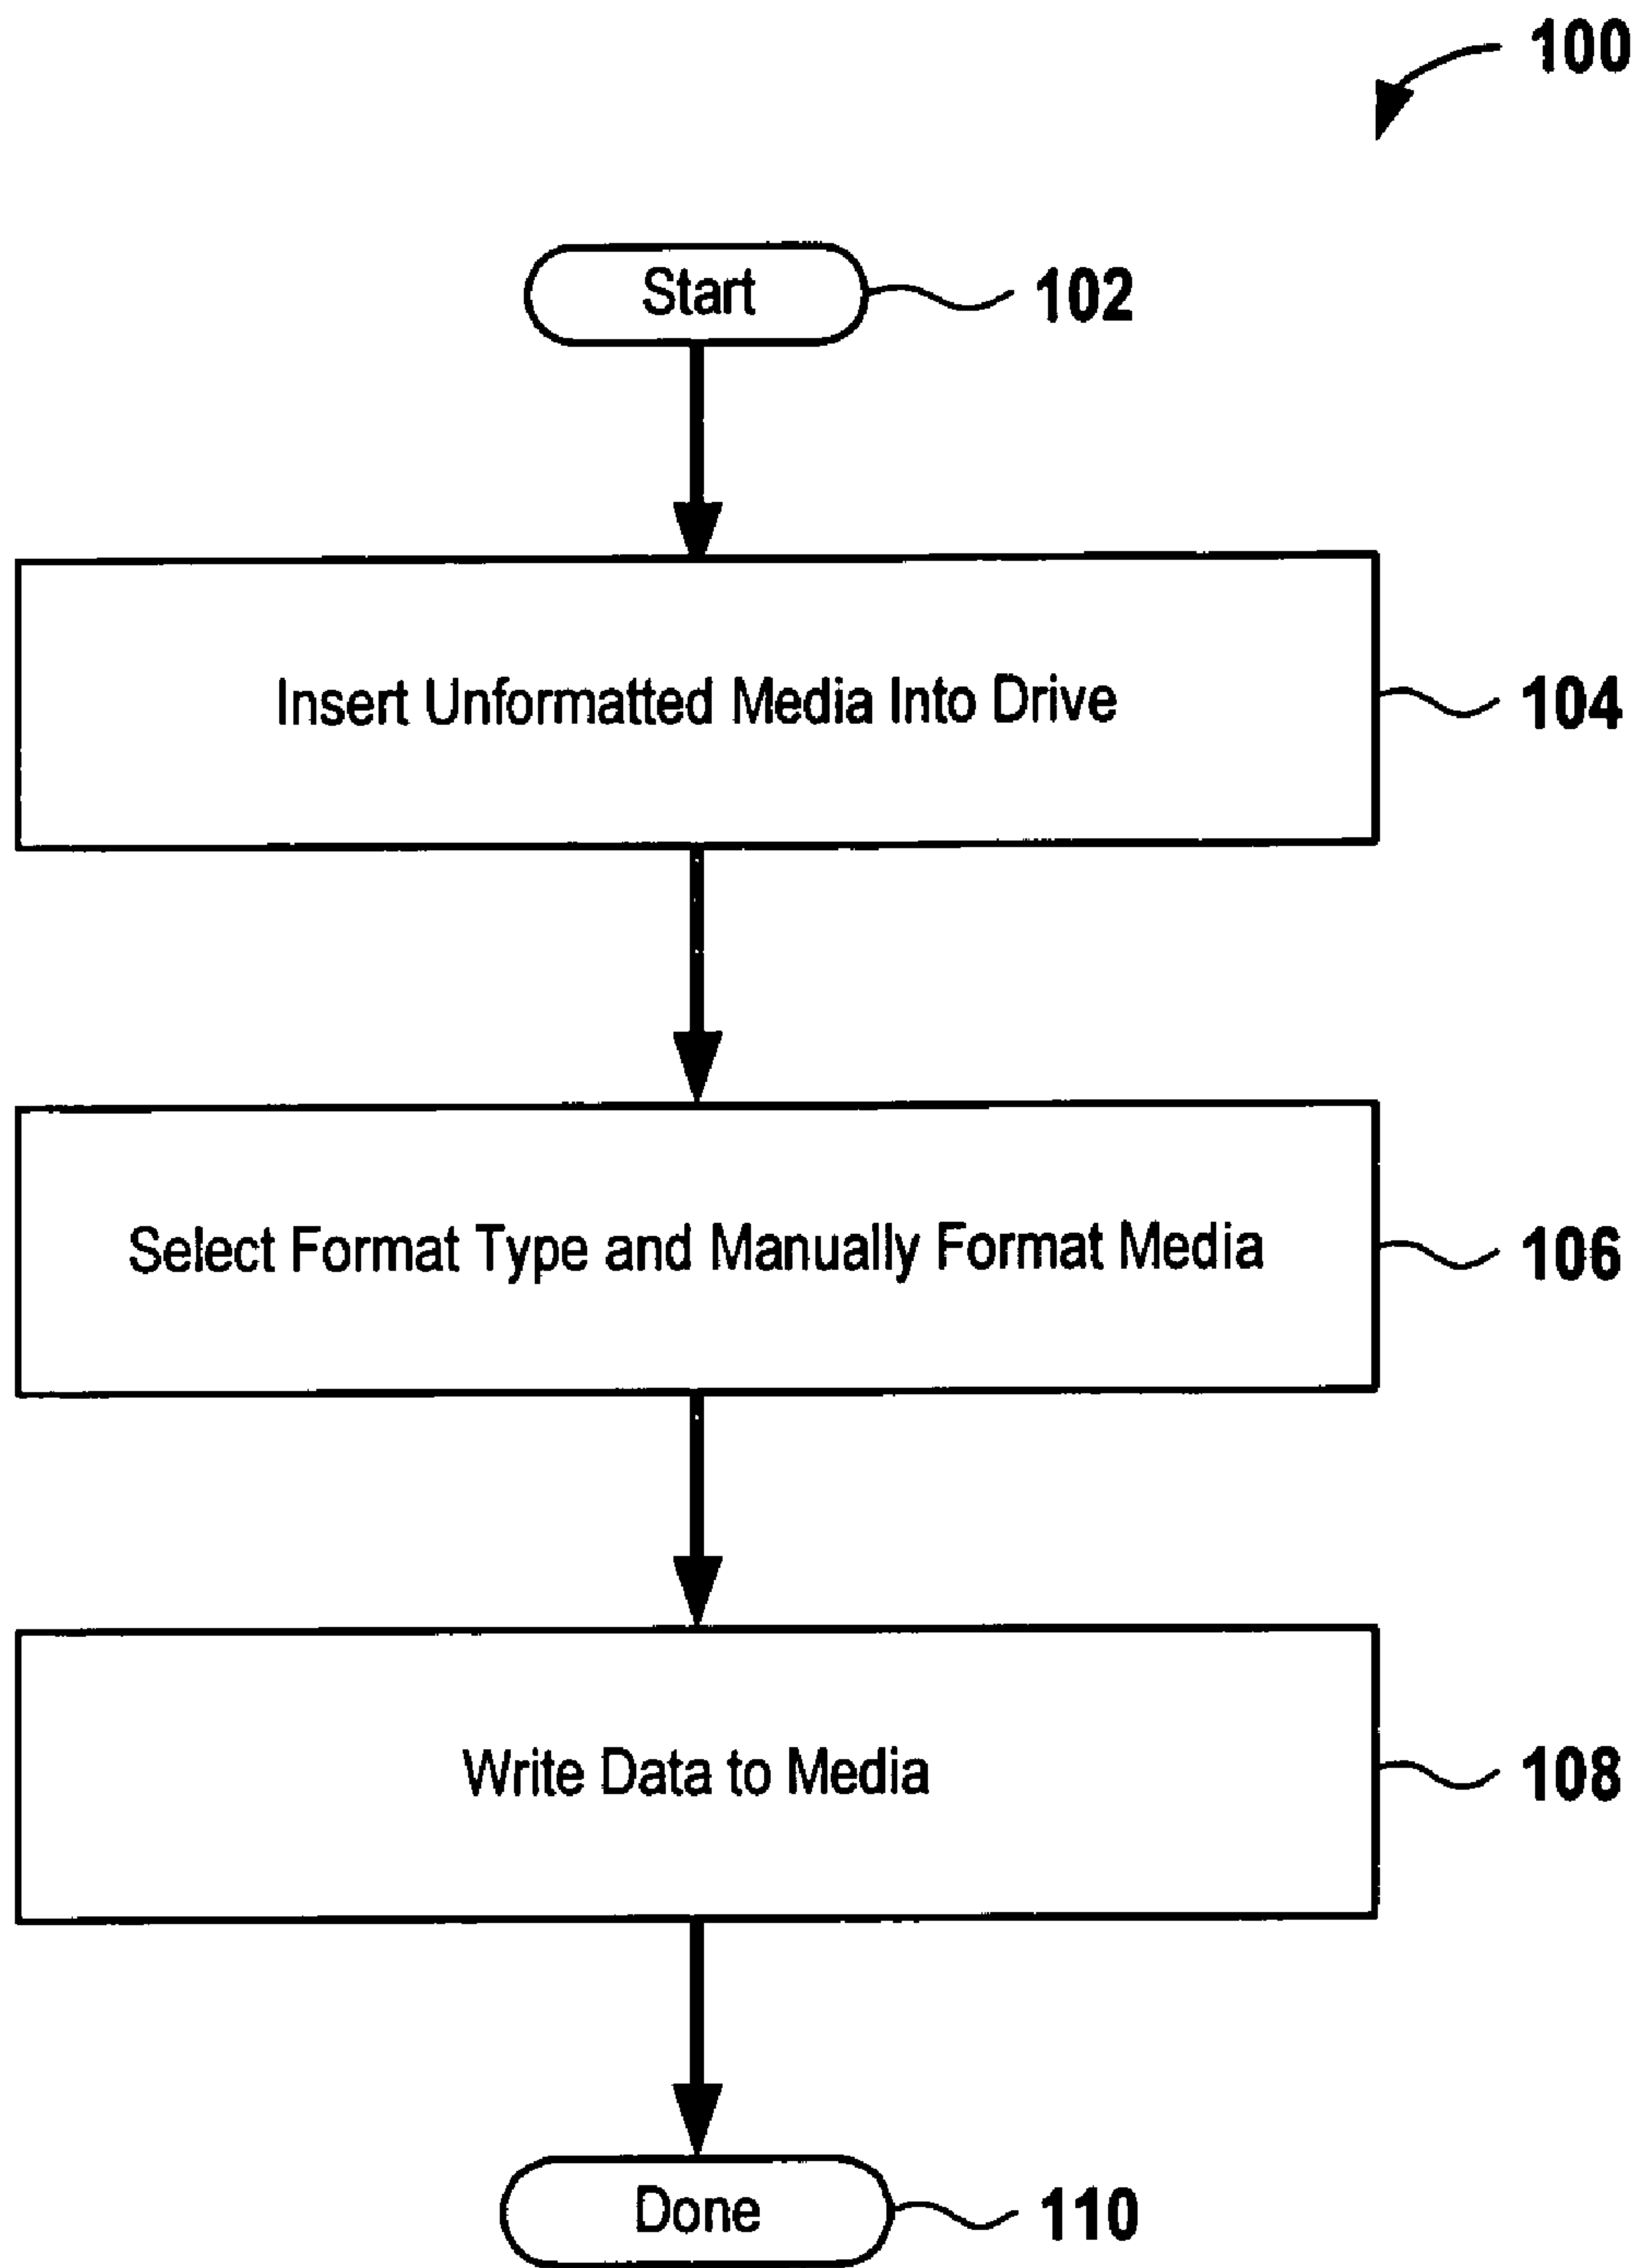 100
Start
102
Insert Unformatted Media Into Drive
104
Select Format Type and Manually Format Media
106
Write Data to Media
108
Done
110